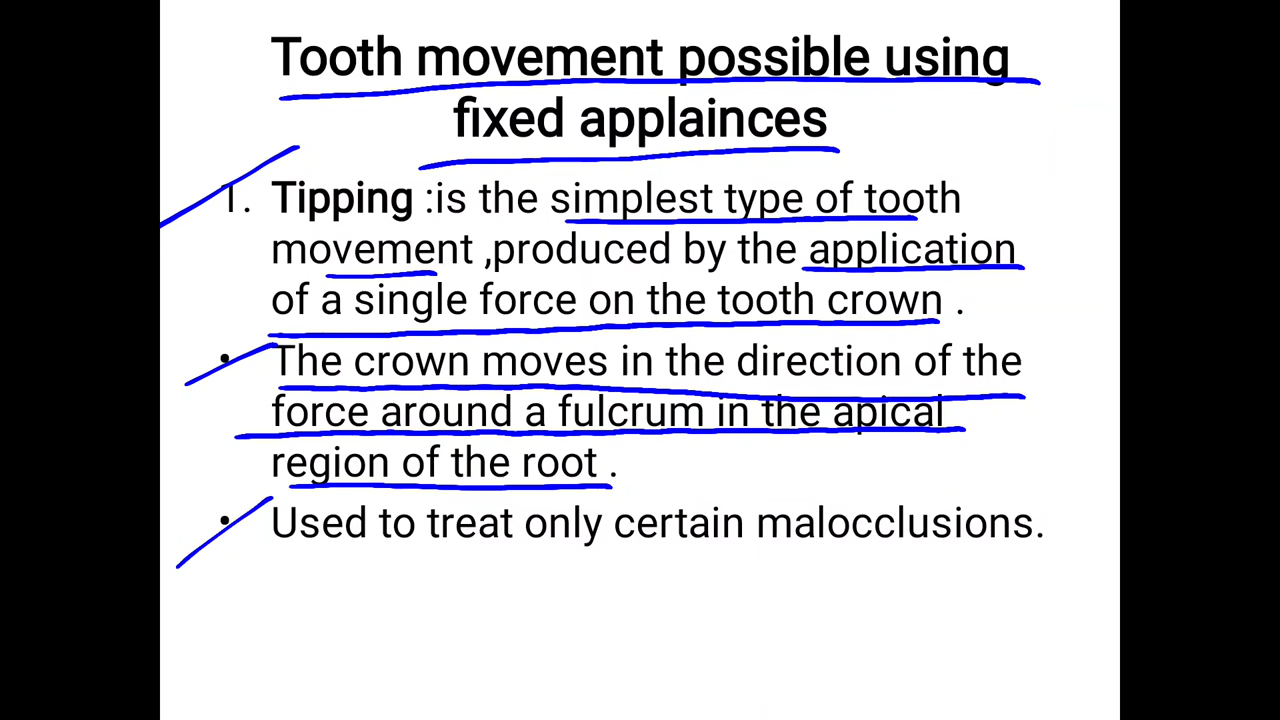 Tooth movement possible using
fixed applainces
1. Tipping :is the simplest type of tooth
movement ,produced by the application
of a single force on the tooth crown .
• The crown moves in the direction of the
force around a fulcrum in the apical
region of the root .
• Used to treat only certain malocclusions.